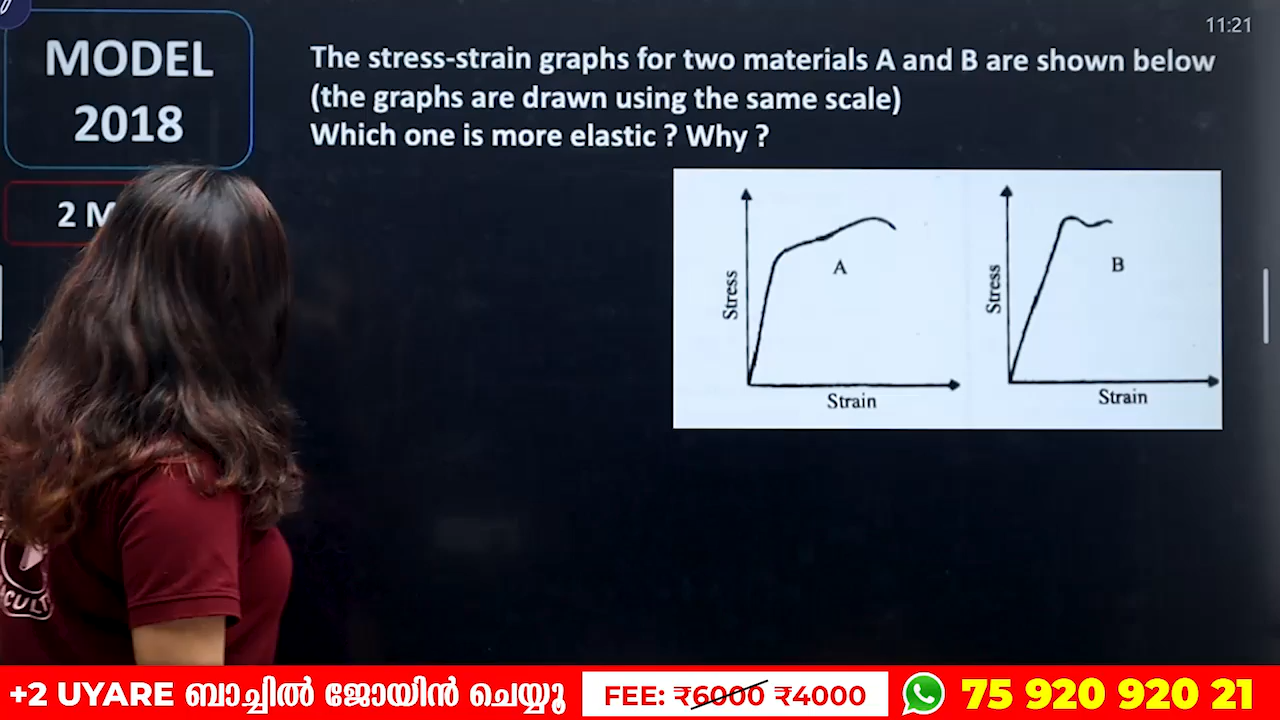 11:21
MODEL
2018
The stress-strain graphs for two materials A and B are shown below
(the graphs are drawn using the same scale)
Which one is more elastic ? Why ?
2
Stress
A
Strain
Stress
B
Strain
+2 UYARE ബാച്ചിൽ ജോയിൻ ചെയ്യൂ
FEE: ₹6000 ₹4000
75 920 920 21